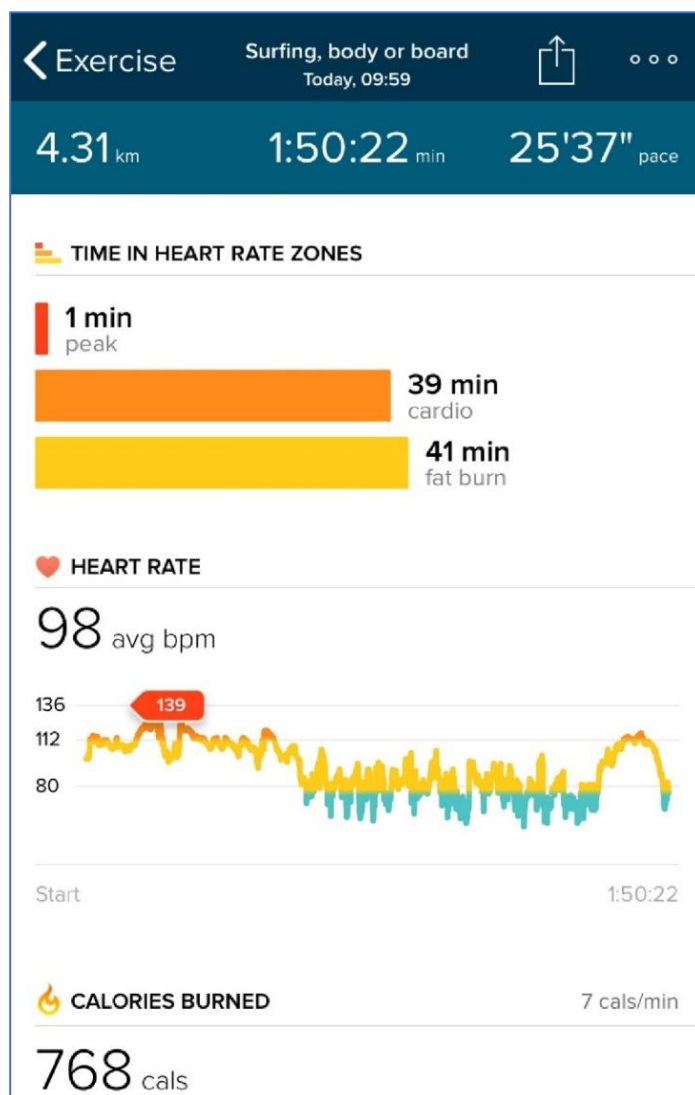 Exercise
Surfing, body or board
Today, 09:59
4.31 km
1:50:22 min
25'37" pace
TIME IN HEART RATE ZONES
1 min
peak
39 min
cardio
41 min
fat burn
HEART RATE
98 avg bpm
136
139
112
80
Start
1:50:22
CALORIES BURNED
7 cals/min
768 cals